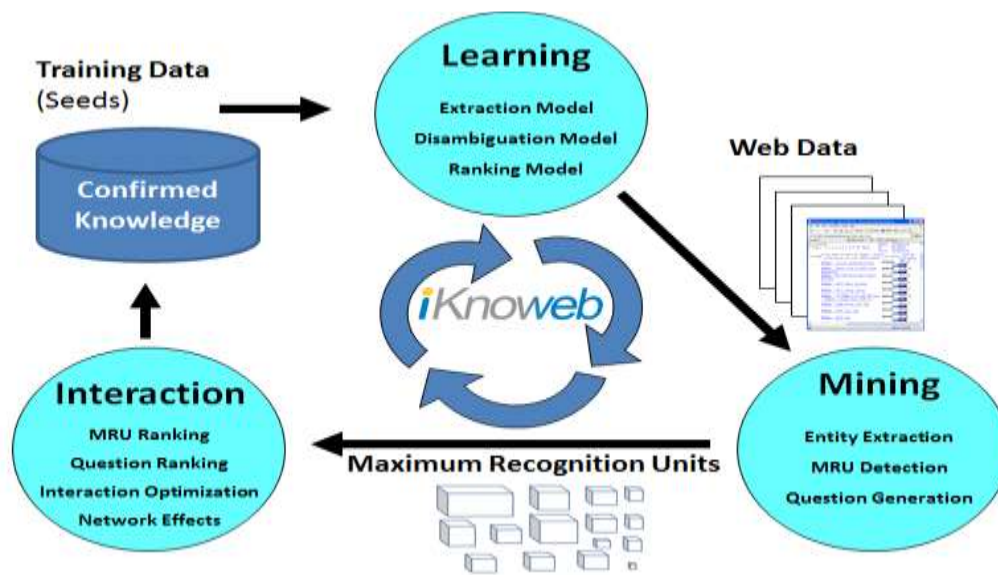 Learning
Extraction Model
Disambiguation Model
Ranking Model
Training Data
(Seeds)
Confirmed
Knowledge
Web Data
iKnoweb
Interaction
MRU Ranking
Question Ranking
Interaction Optimization
Network Effects
Mining
Entity Extraction
MRU Detection
Question Generation
Maximum Recognition Units